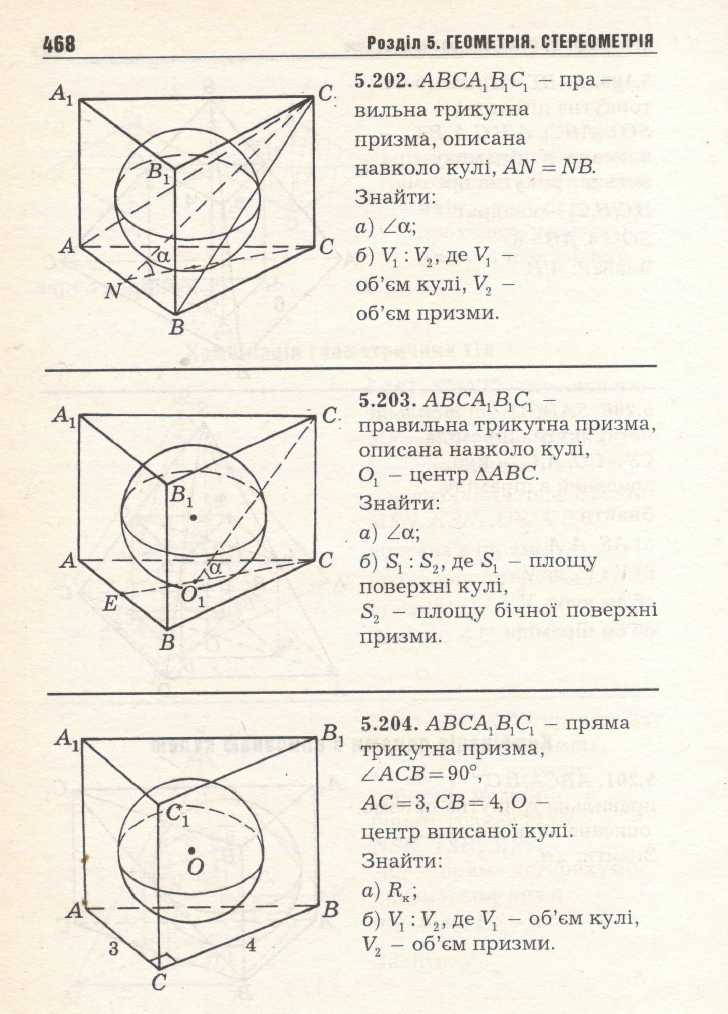 468
Розділ 5. ГЕОМЕТРІЯ. СТЕРЕОМЕТРІЯ
A₁
C₁
B₁
A
α
C
N
B
5.202. ABCA₁B₁C₁ – пра
вильна трикутна
призма, описана
навколо кулі, AN = NB.
Знайти:
а) ∠α;
б) V₁ : V₂, де V₁ –
об’єм кулі, V₂ –
об’єм призми.
A₁
C₁
B₁
A
α
C
E
O₁
B
5.203. ABCA₁B₁C₁ –
правильна трикутна призма,
описана навколо кулі,
O₁ – центр ΔABC.
Знайти:
а) ∠α;
б) S₁ : S₂, де S₁ – площу
поверхні кулі,
S₂ – площу бічної поверхні
призми.
A₁
B₁
C₁
O
A
B
3
4
C
5.204. ABCA₁B₁C₁ – пряма
трикутна призма,
∠ACB = 90°,
AC = 3, CB = 4, O –
центр вписаної кулі.
Знайти:
а) Rк;
б) V₁ : V₂, де V₁ – об’єм кулі,
V₂ – об’єм призми.